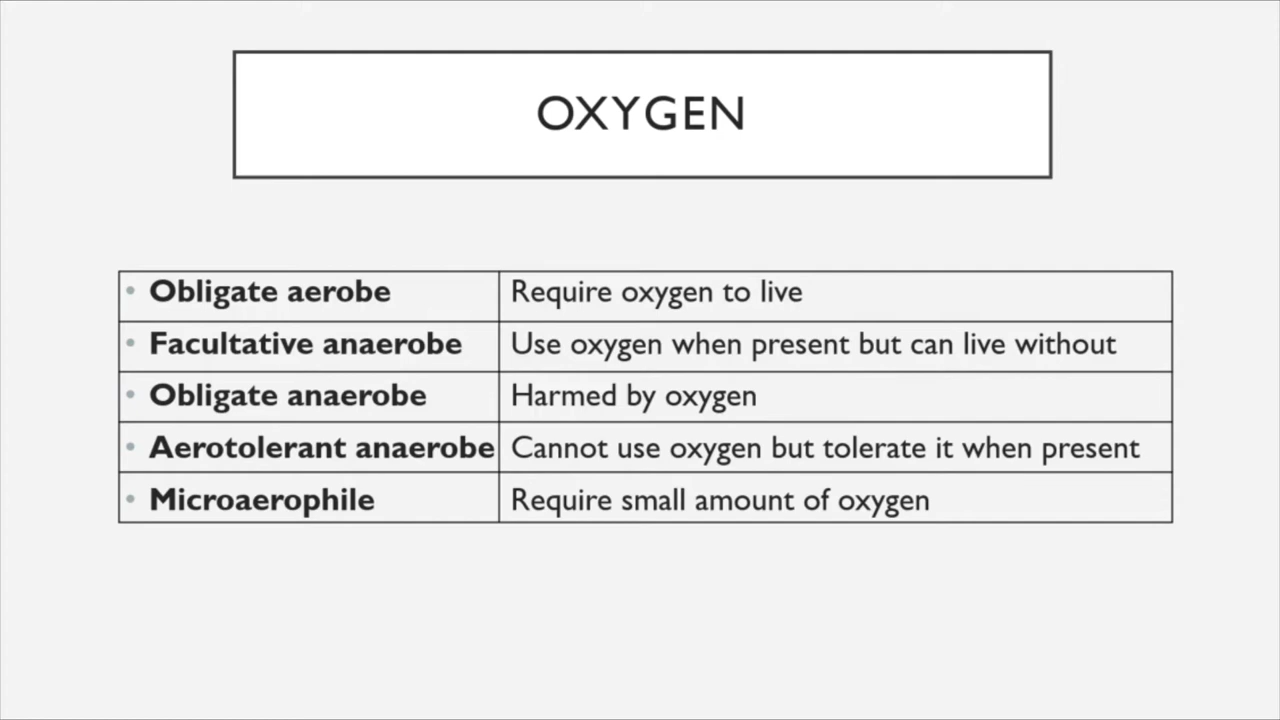 OXYGEN
• Obligate aerobe Require oxygen to live
• Facultative anaerobe Use oxygen when present but can live without
• Obligate anaerobe Harmed by oxygen
• Aerotolerant anaerobe Cannot use oxygen but tolerate it when present
• Microaerophile Require small amount of oxygen